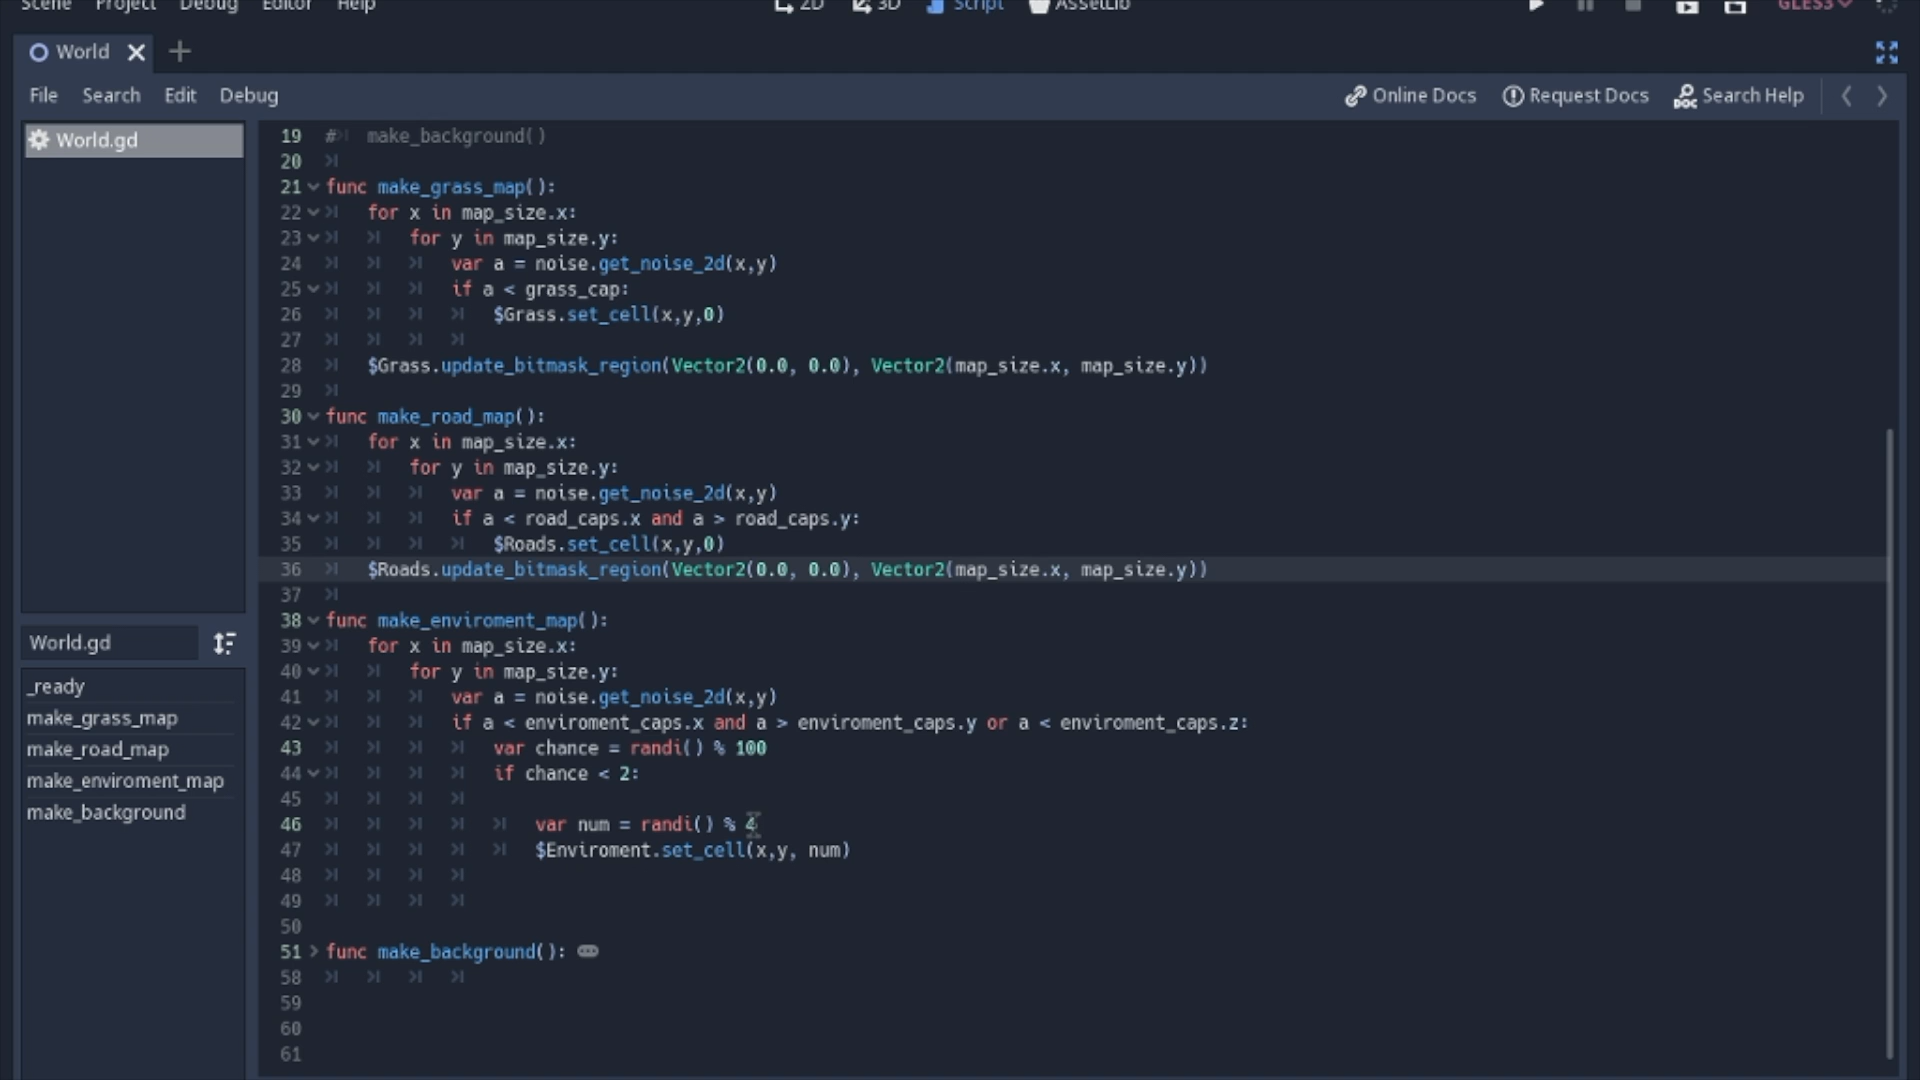 Scene Project Debug Editor Help 2D 3D Script AssetLib GLES3
World
File Search Edit Debug Online Docs Request Docs Search Help
World.gd
19 # make_background()
20
21 func make_grass_map():
22 for x in map_size.x:
23 for y in map_size.y:
24 var a = noise.get_noise_2d(x,y)
25 if a < grass_cap:
26 $Grass.set_cell(x,y,0)
27
28 $Grass.update_bitmask_region(Vector2(0.0, 0.0), Vector2(map_size.x, map_size.y))
29
30 func make_road_map():
31 for x in map_size.x:
32 for y in map_size.y:
33 var a = noise.get_noise_2d(x,y)
34 if a < road_caps.x and a > road_caps.y:
35 $Roads.set_cell(x,y,0)
36 $Roads.update_bitmask_region(Vector2(0.0, 0.0), Vector2(map_size.x, map_size.y))
37
38 func make_enviroment_map():
39 for x in map_size.x:
40 for y in map_size.y:
41 var a = noise.get_noise_2d(x,y)
42 if a < enviroment_caps.x and a > enviroment_caps.y or a < enviroment_caps.z:
43 var chance = randi() % 100
44 if chance < 2:
45
46 var num = randi() % 4
47 $Enviroment.set_cell(x,y, num)
48
49
50
51 func make_background():
58
59
60
61
World.gd
_ready
make_grass_map
make_road_map
make_enviroment_map
make_background